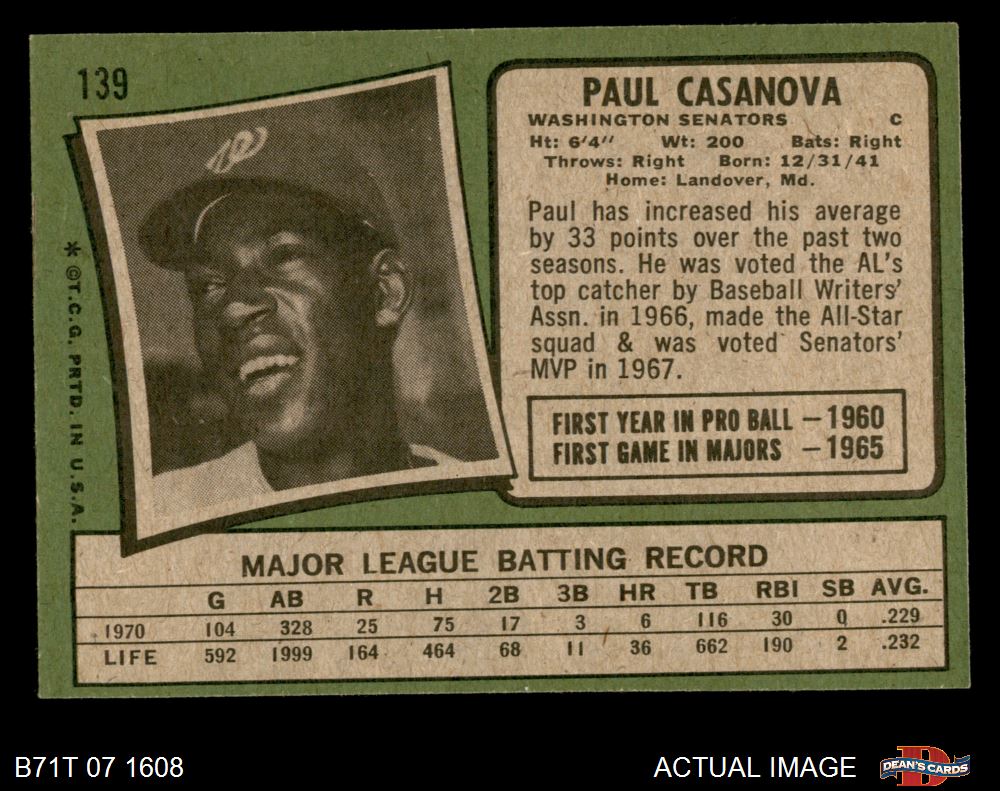 139
PAUL CASANOVA
WASHINGTON SENATORS C
Ht: 6'4" Wt: 200 Bats: Right
Throws: Right Born: 12/31/41
Home: Landover, Md.
Paul has increased his average
by 33 points over the past two
seasons. He was voted the AL's
top catcher by Baseball Writers'
Assn. in 1966, made the All-Star
squad & was voted Senators'
MVP in 1967.
FIRST YEAR IN PRO BALL — 1960
FIRST GAME IN MAJORS — 1965
* ©T.C.G. PRTD. IN U.S.A.
MAJOR LEAGUE BATTING RECORD
G AB R H 2B 3B HR TB RBI SB AVG.
1970 104 328 25 75 17 3 6 116 30 0 .229
LIFE 592 1999 164 464 68 11 36 662 190 2 .232
B71T 07 1608
ACTUAL IMAGE
DEAN'S CARDS